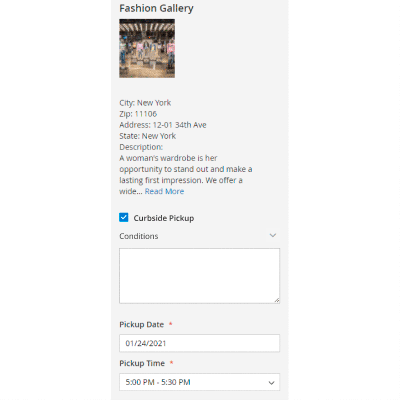 Fashion Gallery
City: New York
Zip: 11106
Address: 12-01 34th Ave
State: New York
Description:
A woman's wardrobe is her
opportunity to stand out and make a
lasting first impression. We offer a
wide... Read More
Curbside Pickup
Conditions
Pickup Date *
01/24/2021
Pickup Time *
5:00 PM - 5:30 PM